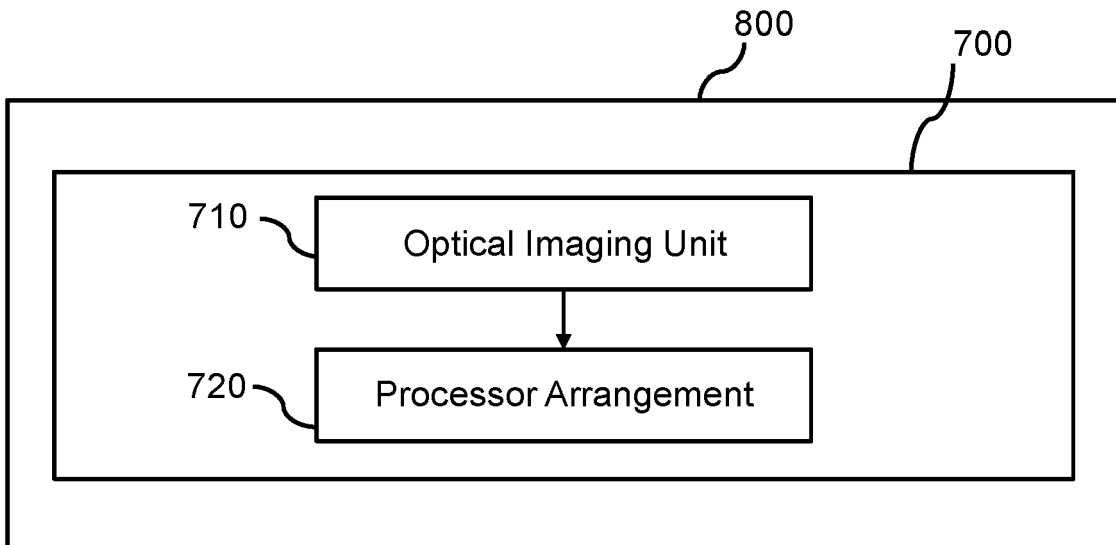 800
700
710
Optical Imaging Unit
720
Processor Arrangement